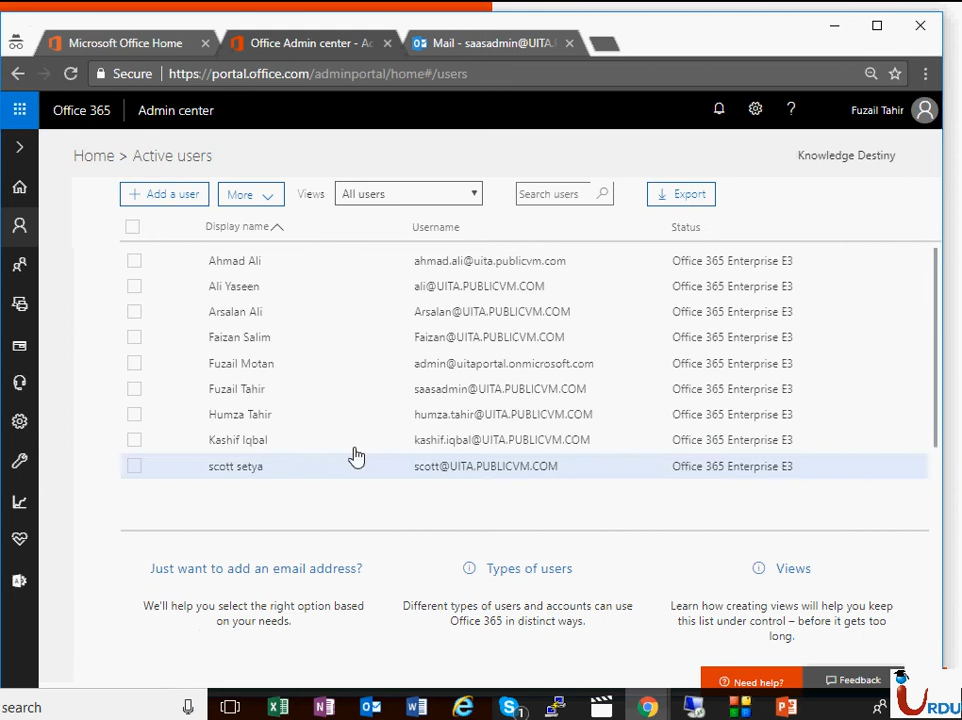 Microsoft Office Home
Office Admin center - Ac
Mail - saasadmin@UITA.
Secure
https://portal.office.com/adminportal/home#/users
Office 365
Admin center
Fuzail Tahir
Home > Active users
Knowledge Destiny
+ Add a user
More
Views
All users
Search users
Export
Display name Username Status
Ahmad Ali ahmad.ali@uita.publicvm.com Office 365 Enterprise E3
Ali Yaseen ali@UITA.PUBLICVM.COM Office 365 Enterprise E3
Arsalan Ali Arsalan@UITA.PUBLICVM.COM Office 365 Enterprise E3
Faizan Salim Faizan@UITA.PUBLICVM.COM Office 365 Enterprise E3
Fuzail Motan admin@uitaportal.onmicrosoft.com Office 365 Enterprise E3
Fuzail Tahir saasadmin@UITA.PUBLICVM.COM Office 365 Enterprise E3
Humza Tahir humza.tahir@UITA.PUBLICVM.COM Office 365 Enterprise E3
Kashif Iqbal kashif.iqbal@UITA.PUBLICVM.COM Office 365 Enterprise E3
scott setya scott@UITA.PUBLICVM.COM Office 365 Enterprise E3
Just want to add an email address?
We'll help you select the right option based
on your needs.
Types of users
Different types of users and accounts can use
Office 365 in distinct ways.
Views
Learn how creating views will help you keep
this list under control – before it gets too
long.
Need help?
Feedback
search
URDU